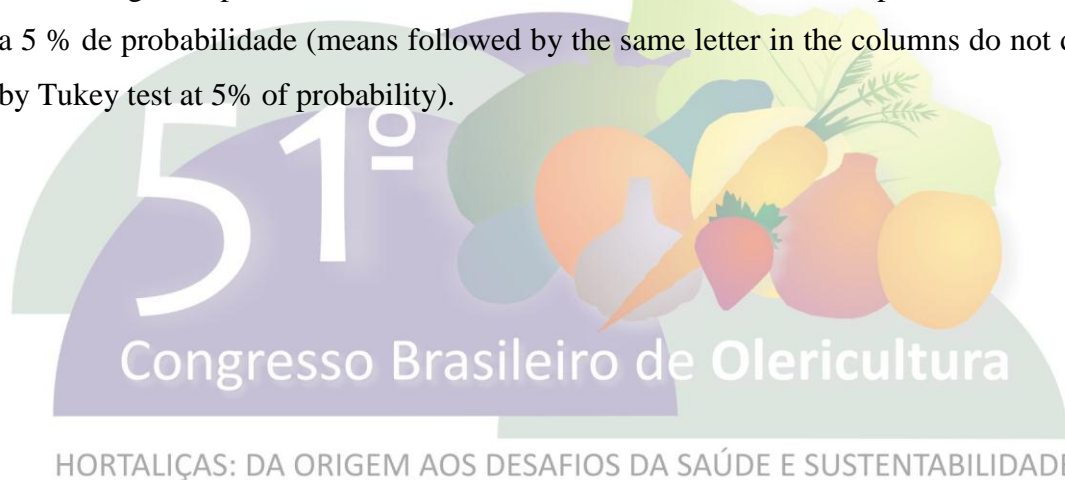 a 5 % de probabilidade (means followed by the same letter in the columns do not
by Tukey test at 5% of probability).
51º
Congresso Brasileiro de Olericultura
HORTALIÇAS: DA ORIGEM AOS DESAFIOS DA SAÚDE E SUSTENTABILIDADE